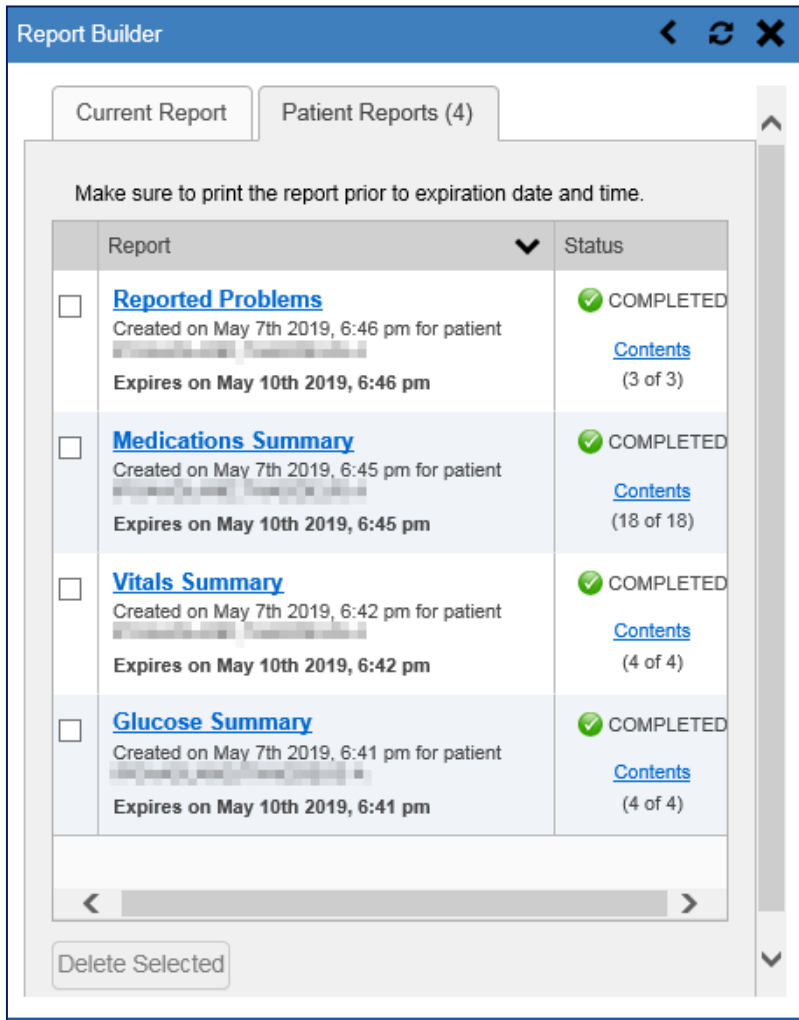 Report Builder
Current Report
Patient Reports (4)
Make sure to print the report prior to expiration date and time.
Report
Status
Reported Problems
Created on May 7th 2019, 6:46 pm for patient
Expires on May 10th 2019, 6:46 pm
COMPLETED
Contents
(3 of 3)
Medications Summary
Created on May 7th 2019, 6:45 pm for patient
Expires on May 10th 2019, 6:45 pm
COMPLETED
Contents
(18 of 18)
Vitals Summary
Created on May 7th 2019, 6:42 pm for patient
Expires on May 10th 2019, 6:42 pm
COMPLETED
Contents
(4 of 4)
Glucose Summary
Created on May 7th 2019, 6:41 pm for patient
Expires on May 10th 2019, 6:41 pm
COMPLETED
Contents
(4 of 4)
Delete Selected